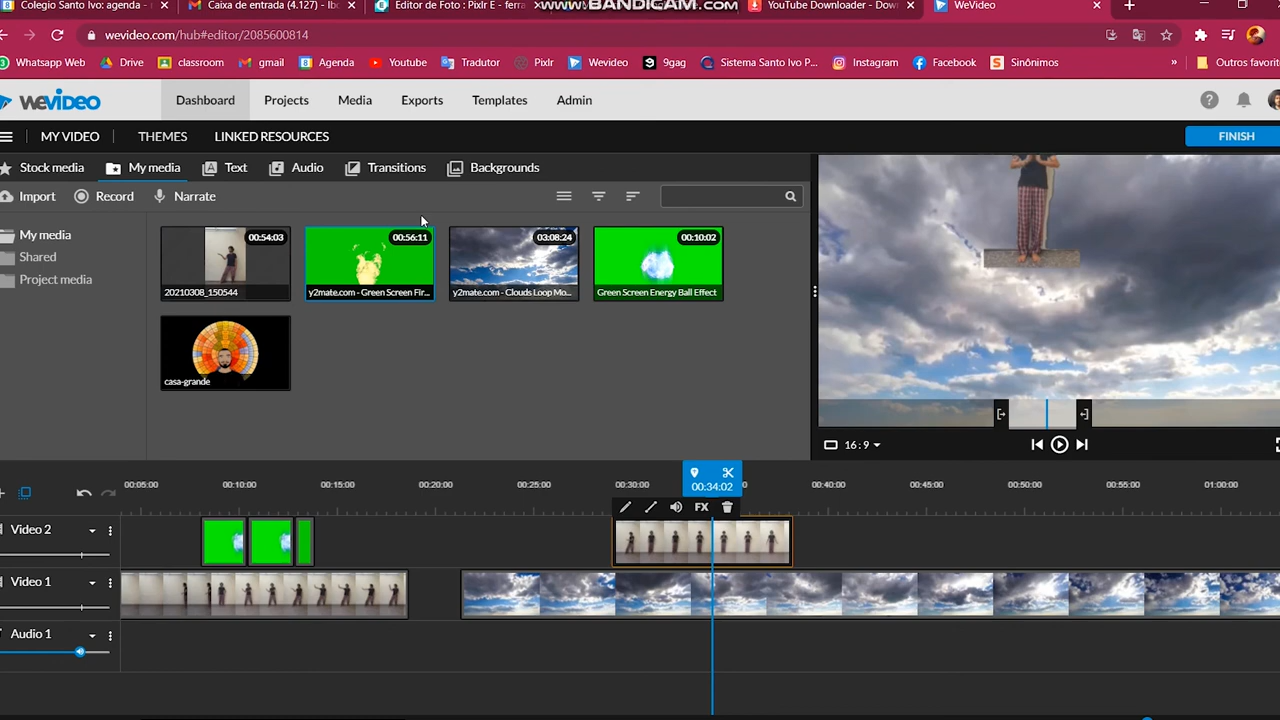 Colegio Santo Ivo: agenda -
Caixa de entrada (4.127) - lbc
Editor de Foto : Pixlr E - ferra
www.BANDICAM.com
YouTube Downloader - Down
WeVideo
wevideo.com/hub#editor/2085600814
Whatsapp Web
Drive
classroom
gmail
Agenda
Youtube
Tradutor
Pixlr
Wevideo
9gag
Sistema Santo Ivo P...
Instagram
Facebook
Sinônimos
»
Outros favorit
WEVIDEO
Dashboard
Projects
Media
Exports
Templates
Admin
MY VIDEO
THEMES
LINKED RESOURCES
FINISH
Stock media
My media
Text
Audio
Transitions
Backgrounds
Import
Record
Narrate
My media
Shared
Project media
00:54:03
20210308_150544
00:56:11
y2mate.com - Green Screen Fir...
03:08:24
y2mate.com - Clouds Loop Mo...
00:10:02
Green Screen Energy Ball Effect
casa-grande
16:9
00:05:00
00:10:00
00:15:00
00:20:00
00:25:00
00:30:00
00:34:02
00:40:00
00:45:00
00:50:00
00:55:00
01:00:00
FX
Video 2
Video 1
Audio 1